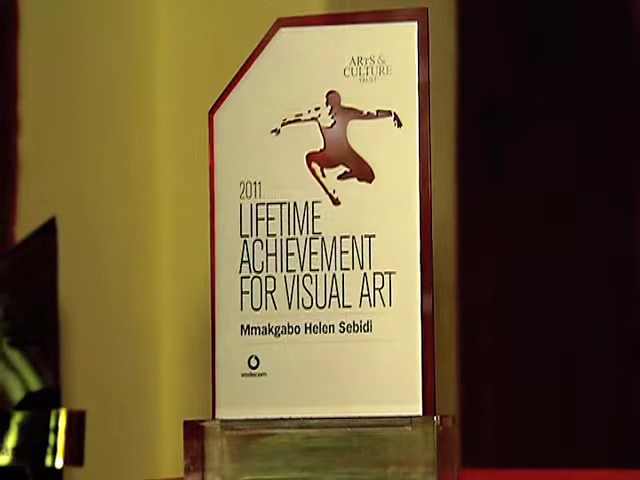 ARTS &
CULTURE
TRUST
2011
LIFETIME
ACHIEVEMENT
FOR VISUAL ART
Mmakgabo Helen Sebidi
vodacom